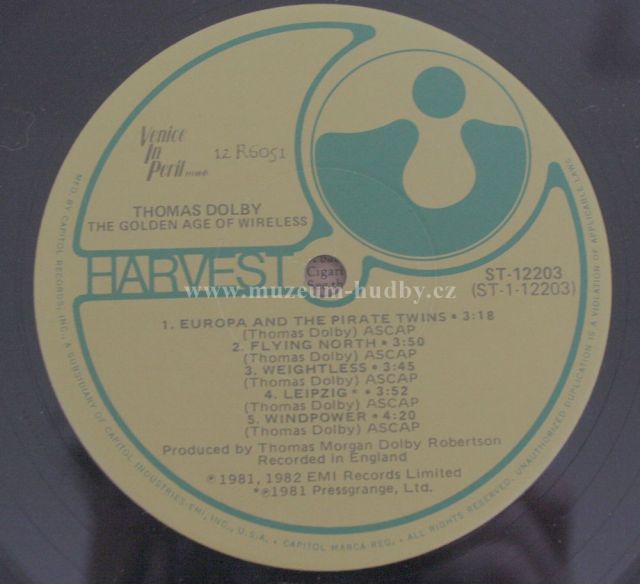 Venice
In
Peril
12 R6051
THOMAS DOLBY
THE GOLDEN AGE OF WIRELESS
HARVEST
Cigart
ST-12203
(ST-1-12203)
www.muzeum-hudby.cz
1. EUROPA AND THE PIRATE TWINS • 3:18
(Thomas Dolby) ASCAP
2. FLYING NORTH • 3:50
(Thomas Dolby) ASCAP
3. WEIGHTLESS • 3:45
(Thomas Dolby) ASCAP
4. LEIPZIG * • 3:52
(Thomas Dolby) ASCAP
5. WINDPOWER • 4:20
(Thomas Dolby) ASCAP
Produced by Thomas Morgan Dolby Robertson
Recorded in England
℗1981, 1982 EMI Records Limited
*℗1981 Pressgrange, Ltd.
MFD. BY CAPITOL RECORDS, INC., A SUBSIDIARY OF CAPITOL INDUSTRIES-EMI, INC., U.S.A. • CAPITOL MARCA REG. • ALL RIGHTS RESERVED. UNAUTHORIZED DUPLICATION IS A VIOLATION OF APPLICABLE LAWS